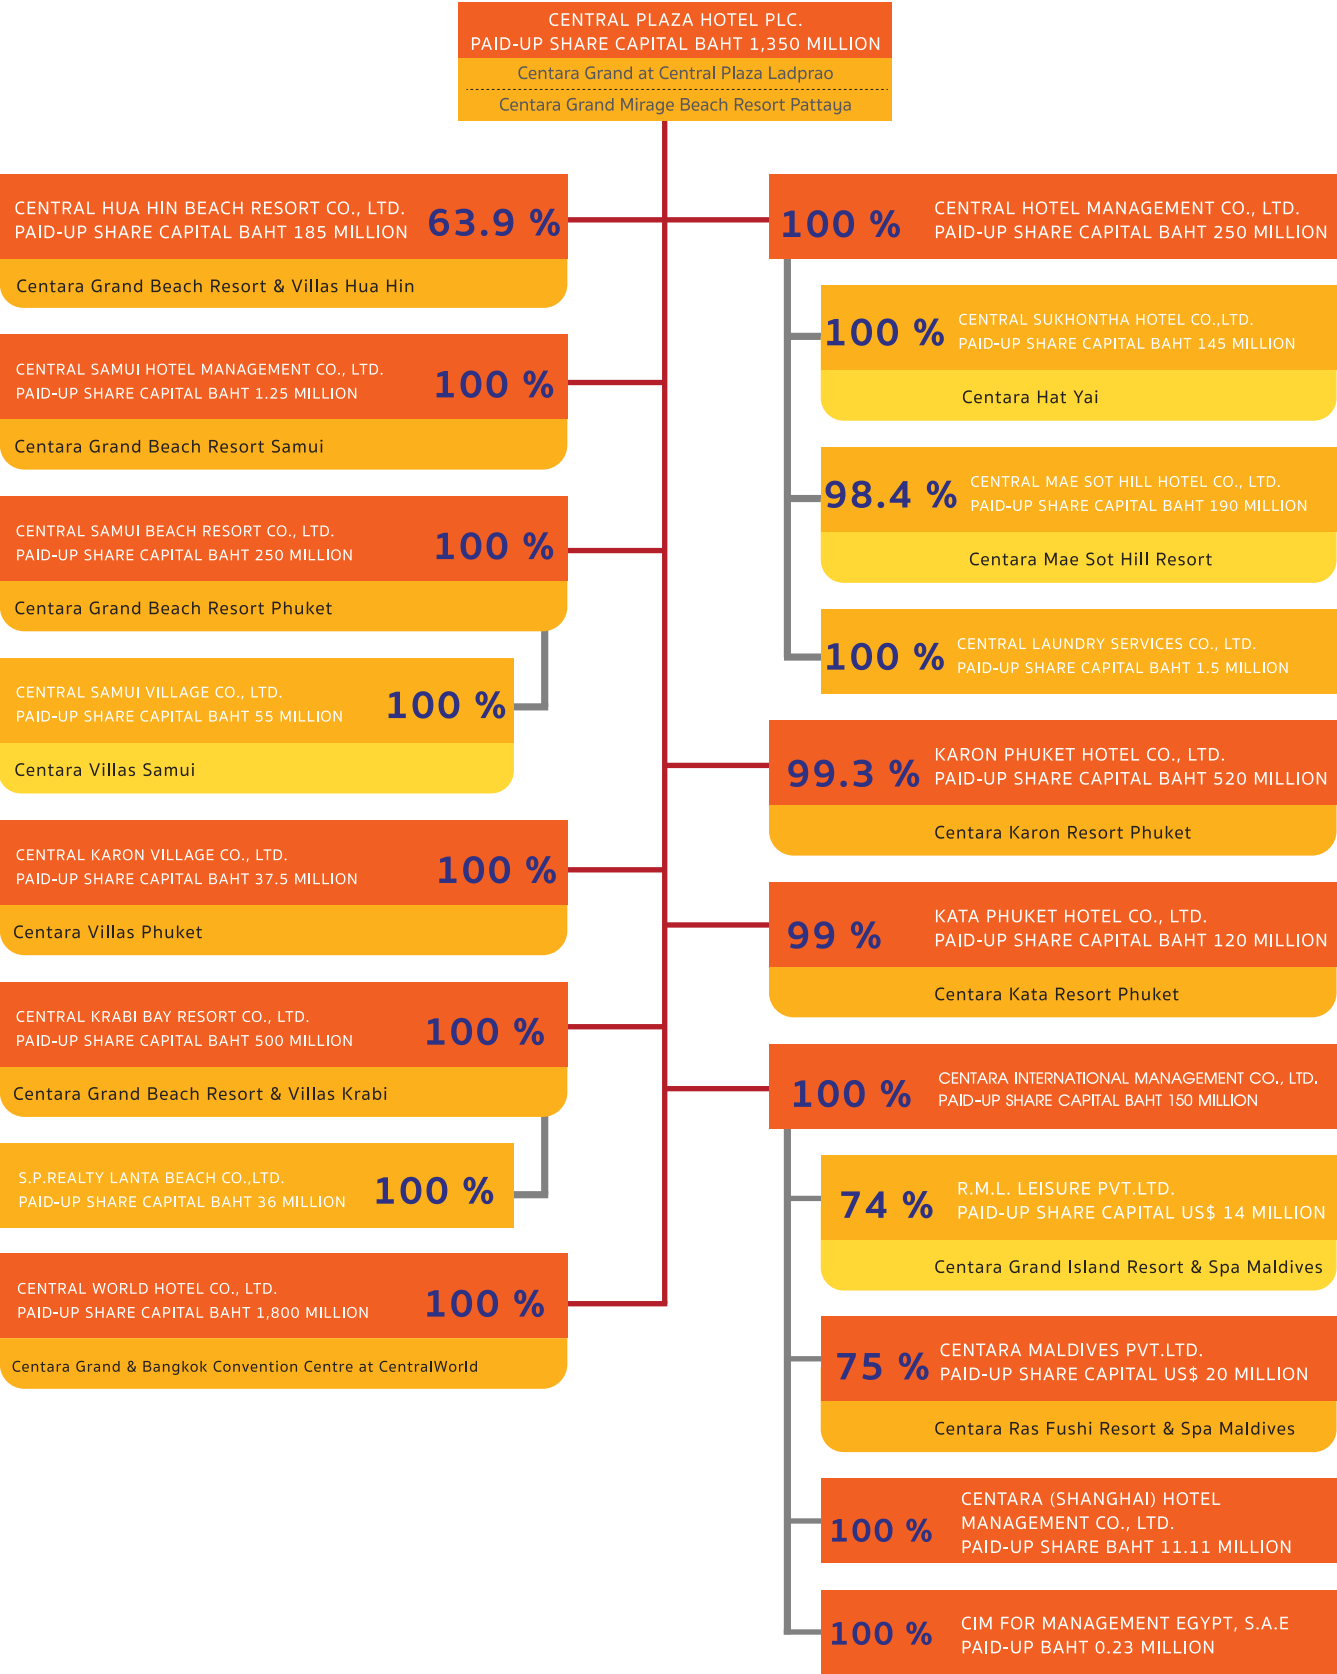 CENTRAL PLAZA HOTEL PLC.
PAID-UP SHARE CAPITAL BAHT 1,350 MILLION
Centara Grand at Central Plaza Ladprao
Centara Grand Mirage Beach Resort Pattaya
CENTRAL HUA HIN BEACH RESORT CO., LTD.
PAID-UP SHARE CAPITAL BAHT 185 MILLION
63.9 %
Centara Grand Beach Resort & Villas Hua Hin
CENTRAL SAMUI HOTEL MANAGEMENT CO., LTD.
PAID-UP SHARE CAPITAL BAHT 1.25 MILLION
100 %
Centara Grand Beach Resort Samui
CENTRAL SAMUI BEACH RESORT CO., LTD.
PAID-UP SHARE CAPITAL BAHT 250 MILLION
100 %
Centara Grand Beach Resort Phuket
CENTRAL SAMUI VILLAGE CO., LTD.
PAID-UP SHARE CAPITAL BAHT 55 MILLION
100 %
Centara Villas Samui
CENTRAL KARON VILLAGE CO., LTD.
PAID-UP SHARE CAPITAL BAHT 37.5 MILLION
100 %
Centara Villas Phuket
CENTRAL KRABI BAY RESORT CO., LTD.
PAID-UP SHARE CAPITAL BAHT 500 MILLION
100 %
Centara Grand Beach Resort & Villas Krabi
S.P.REALTY LANTA BEACH CO.,LTD.
PAID-UP SHARE CAPITAL BAHT 36 MILLION
100 %
CENTRAL WORLD HOTEL CO., LTD.
PAID-UP SHARE CAPITAL BAHT 1,800 MILLION
100 %
Centara Grand & Bangkok Convention Centre at CentralWorld
100 %
CENTRAL HOTEL MANAGEMENT CO., LTD.
PAID-UP SHARE CAPITAL BAHT 250 MILLION
100 %
CENTRAL SUKHONTHA HOTEL CO.,LTD.
PAID-UP SHARE CAPITAL BAHT 145 MILLION
Centara Hat Yai
98.4 %
CENTRAL MAE SOT HILL HOTEL CO., LTD.
PAID-UP SHARE CAPITAL BAHT 190 MILLION
Centara Mae Sot Hill Resort
100 %
CENTRAL LAUNDRY SERVICES CO., LTD.
PAID-UP SHARE CAPITAL BAHT 1.5 MILLION
99.3 %
KARON PHUKET HOTEL CO., LTD.
PAID-UP SHARE CAPITAL BAHT 520 MILLION
Centara Karon Resort Phuket
99 %
KATA PHUKET HOTEL CO., LTD.
PAID-UP SHARE CAPITAL BAHT 120 MILLION
Centara Kata Resort Phuket
100 %
CENTARA INTERNATIONAL MANAGEMENT CO., LTD.
PAID-UP SHARE CAPITAL BAHT 150 MILLION
74 %
R.M.L. LEISURE PVT.LTD.
PAID-UP SHARE CAPITAL US$ 14 MILLION
Centara Grand Island Resort & Spa Maldives
75 %
CENTARA MALDIVES PVT.LTD.
PAID-UP SHARE CAPITAL US$ 20 MILLION
Centara Ras Fushi Resort & Spa Maldives
100 %
CENTARA (SHANGHAI) HOTEL
MANAGEMENT CO., LTD.
PAID-UP SHARE BAHT 11.11 MILLION
100 %
CIM FOR MANAGEMENT EGYPT, S.A.E
PAID-UP BAHT 0.23 MILLION